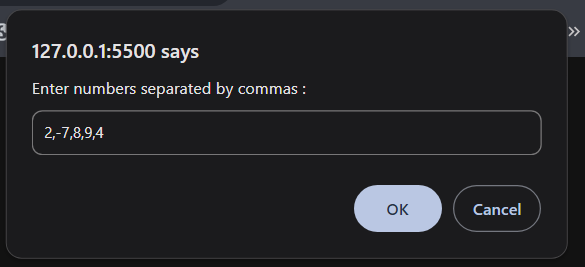 127.0.0.1:5500 says
Enter numbers separated by commas :
2,-7,8,9,4
OK
Cancel